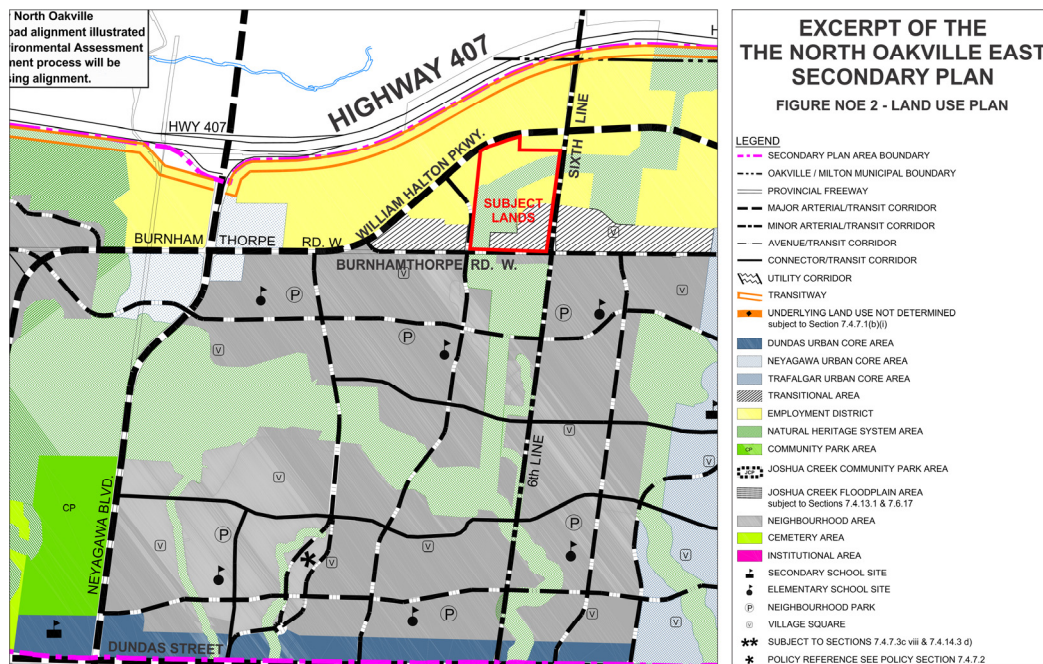 North Oakville
oad alignment illustrated
vironmental Assessment
ment process will be
sing alignment.
HIGHWAY 407
HWY 407
H
WILLIAM HALTON PKWY.
SIXTH LINE
SUBJECT
LANDS
V
BURNHAM THORPE RD. W.
BURNHAMTHORPE RD. W.
V
P
V
P
P
V
V
V
6th LINE
NEYAGAWA BLVD.
CP
V
V
P
P
V
V
V
P
V
DUNDAS STREET
EXCERPT OF THE
THE NORTH OAKVILLE EAST
SECONDARY PLAN
FIGURE NOE 2 - LAND USE PLAN
LEGEND
SECONDARY PLAN AREA BOUNDARY
OAKVILLE / MILTON MUNICIPAL BOUNDARY
PROVINCIAL FREEWAY
MAJOR ARTERIAL/TRANSIT CORRIDOR
MINOR ARTERIAL/TRANSIT CORRIDOR
AVENUE/TRANSIT CORRIDOR
CONNECTOR/TRANSIT CORRIDOR
UTILITY CORRIDOR
TRANSITWAY
UNDERLYING LAND USE NOT DETERMINED
subject to Section 7.4.7.1(b)(i)
DUNDAS URBAN CORE AREA
NEYAGAWA URBAN CORE AREA
TRAFALGAR URBAN CORE AREA
TRANSITIONAL AREA
EMPLOYMENT DISTRICT
NATURAL HERITAGE SYSTEM AREA
CP COMMUNITY PARK AREA
JCP JOSHUA CREEK COMMUNITY PARK AREA
JOSHUA CREEK FLOODPLAIN AREA
subject to Sections 7.4.13.1 & 7.6.17
NEIGHBOURHOOD AREA
CEMETERY AREA
INSTITUTIONAL AREA
SECONDARY SCHOOL SITE
ELEMENTARY SCHOOL SITE
P NEIGHBOURHOOD PARK
V VILLAGE SQUARE
** SUBJECT TO SECTIONS 7.4.7.3c viii & 7.4.14.3 d)
* POLICY REFERENCE SEE POLICY SECTION 7.4.7.2